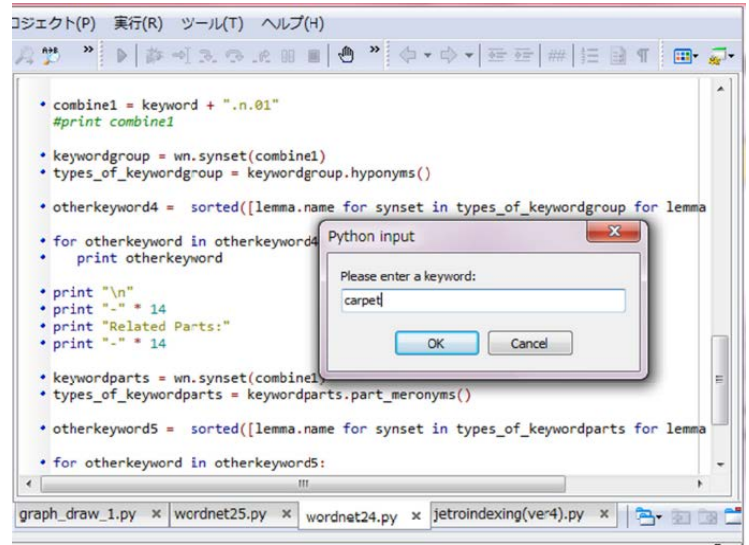 コジェクト(P) 実行(R) ツール(T) ヘルプ(H)
combine1 = keyword + ".n.01"
#print combine1
keywordgroup = wn.synset(combine1)
types_of_keywordgroup = keywordgroup.hyponyms()
otherkeyword4 = sorted([lemma.name for synset in types_of_keywordgroup for lemma
for otherkeyword in otherkeyword4
print otherkeyword
print "\n"
print "-" * 14
print "Related Parts:"
print "-" * 14
keywordparts = wn.synset(combine1)
types_of_keywordparts = keywordparts.part_meronyms()
otherkeyword5 = sorted([lemma.name for synset in types_of_keywordparts for lemma
for otherkeyword in otherkeyword5:
Python input
Please enter a keyword:
carpet
OK Cancel
graph_draw_1.py wordnet25.py wordnet24.py jetroindexing(ver4).py